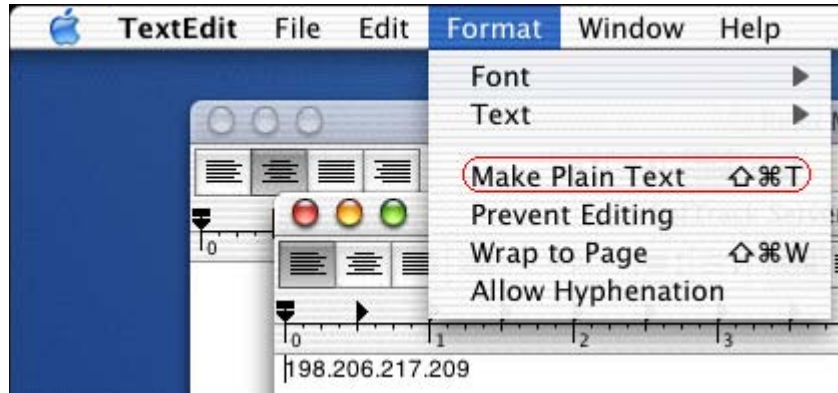 TextEdit File Edit Format Window Help
Font
Text
Make Plain Text ⇧⌘T
Prevent Editing
Wrap to Page ⇧⌘W
Allow Hyphenation
0
0 1 2 3
198.206.217.209